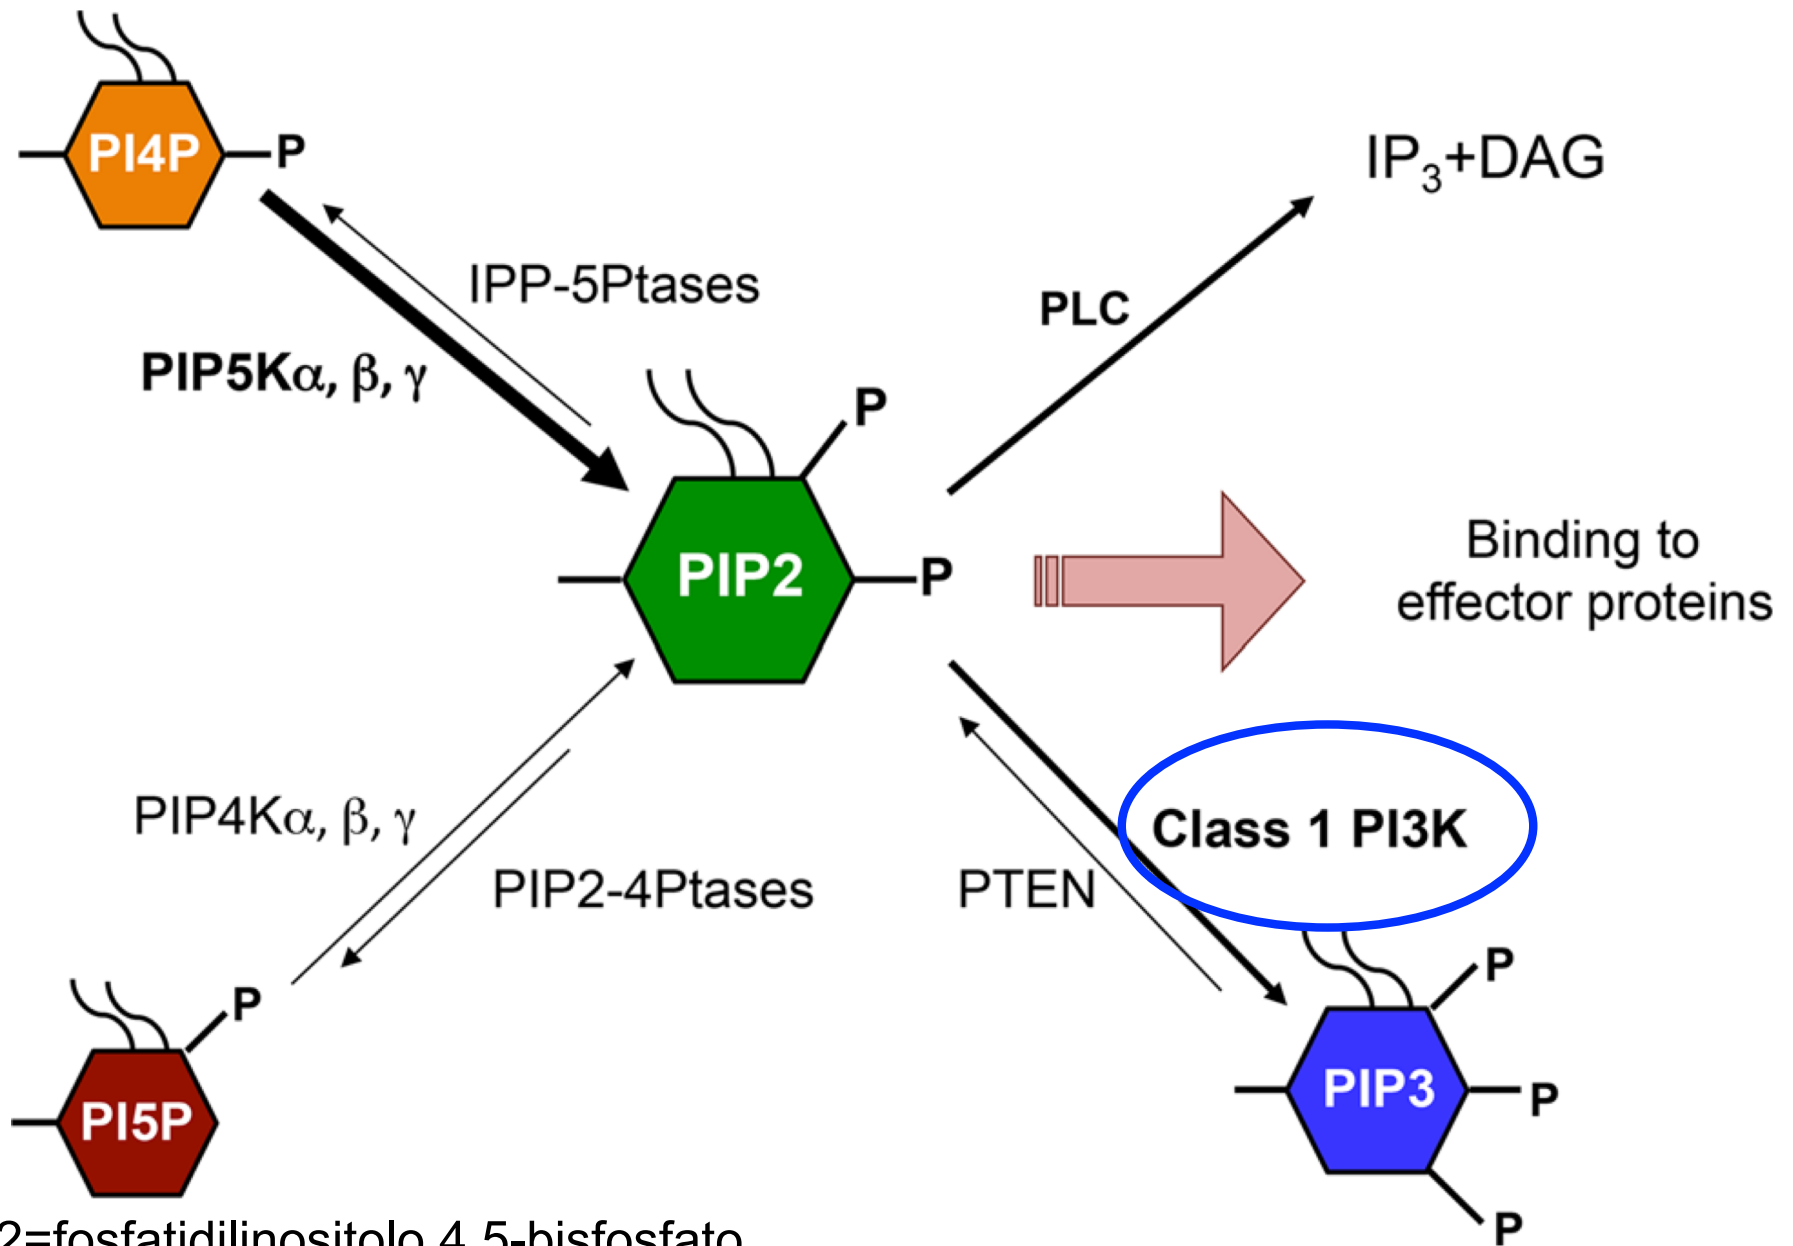 PI4P
P
IP3+DAG
IPP-5Ptases
PLC
PIP5Kα, β, γ
P
PIP2
P
Binding to
effector proteins
PIP4Kα, β, γ
Class 1 PI3K
PIP2-4Ptases
PTEN
P
P
PI5P
PIP3
P
P
2=fosfatidilinositolo 4,5-bisfosfato